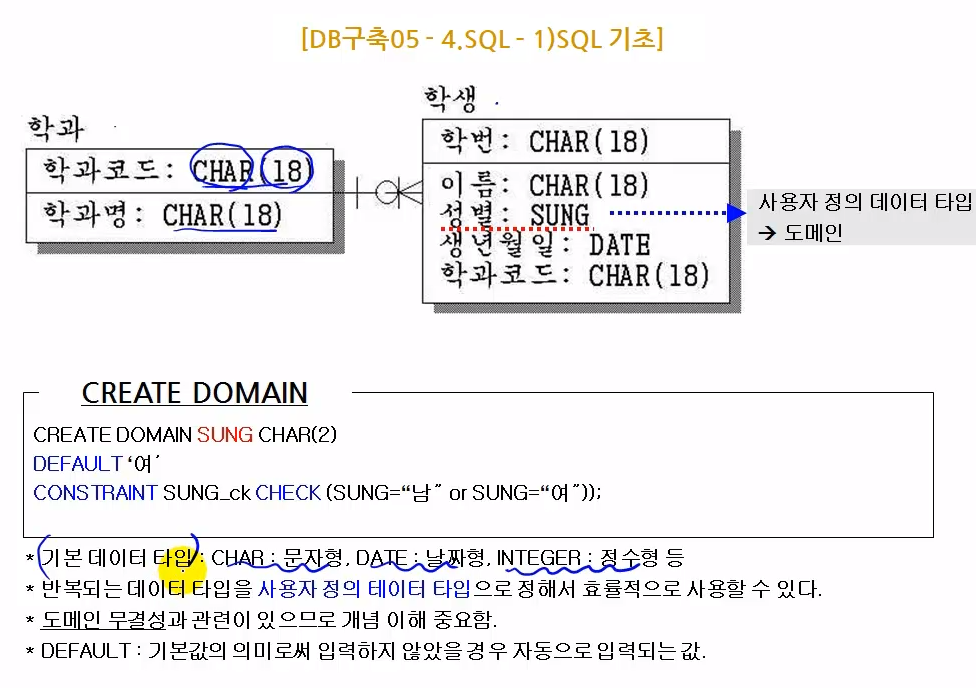 [DB구축05 - 4.SQL - 1)SQL 기초]
학과
학과코드: CHAR(18)
학과명: CHAR(18)
학생
학번: CHAR(18)
이름: CHAR(18)
성별: SUNG
생년월일: DATE
학과코드: CHAR(18)
사용자 정의 데이터 타입
→ 도메인
CREATE DOMAIN
CREATE DOMAIN SUNG CHAR(2)
DEFAULT ‘여’
CONSTRAINT SUNG_ck CHECK (SUNG=“남” or SUNG=“여”));
* 기본 데이터 타입 : CHAR : 문자형, DATE : 날짜형, INTEGER : 정수형 등
* 반복되는 데이터 타입을 사용자 정의 데이터 타입으로 정해서 효률적으로 사용할 수 있다.
* 도메인 무결성과 관련이 있으므로 개념 이해 중요함.
* DEFAULT : 기본값의 의미로써 입력하지 않았을 경우 자동으로 입력되는 값.